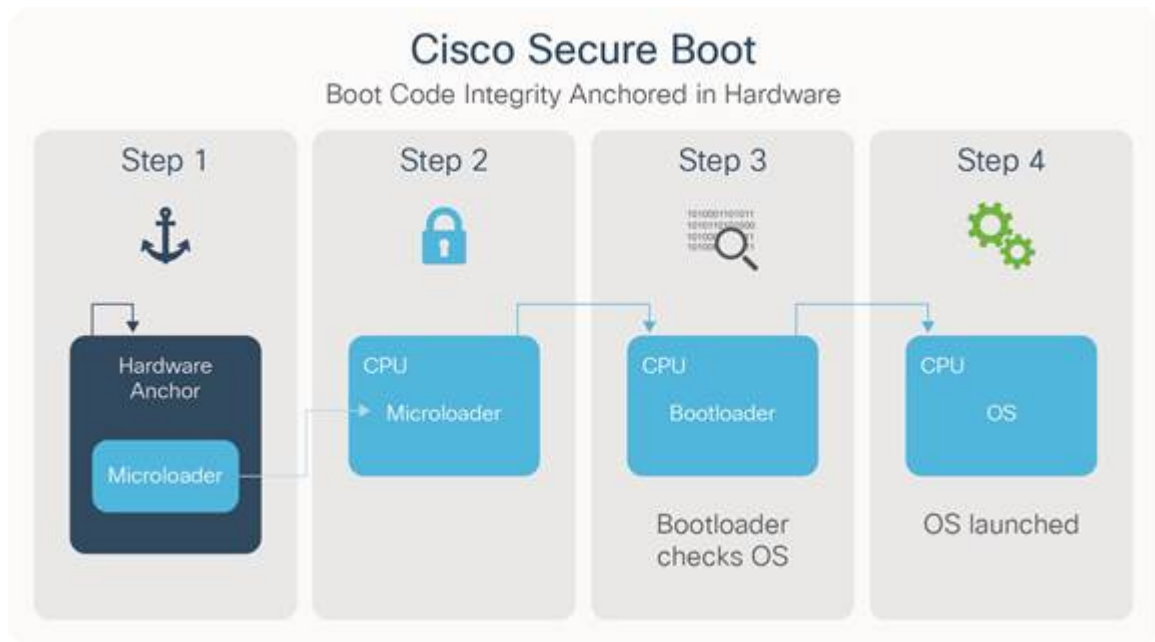 Cisco Secure Boot
Boot Code Integrity Anchored in Hardware
Step 1
Hardware
Anchor
Microloader
Step 2
CPU
Microloader
Step 3
CPU
Bootloader
Bootloader
checks OS
Step 4
CPU
OS
OS launched